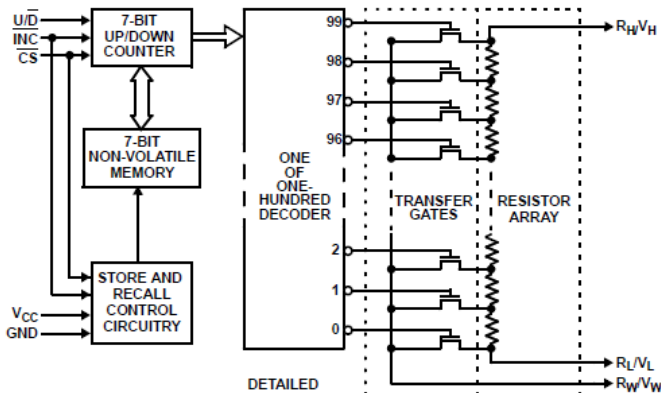 U/D̅
I̅N̅C̅
C̅S̅
7-BIT
UP/DOWN
COUNTER
7-BIT
NON-VOLATILE
MEMORY
STORE AND
RECALL
CONTROL
CIRCUITRY
VCC
GND
ONE
OF
ONE-
HUNDRED
DECODER
99
98
97
96
2
1
0
TRANSFER
GATES
RESISTOR
ARRAY
RH/VH
RL/VL
RW/VW
DETAILED